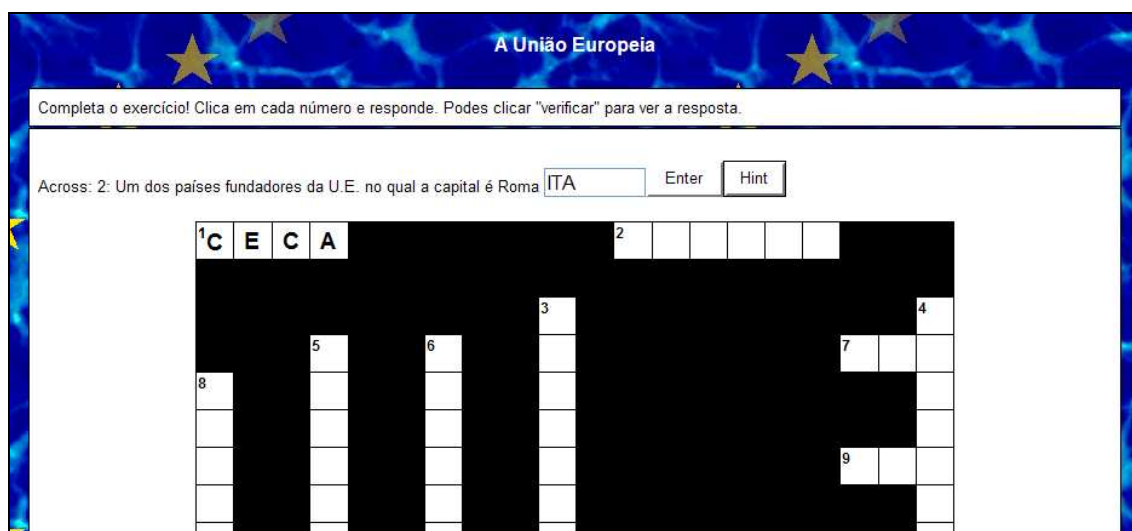 A União Europeia
Completa o exercício! Clica em cada número e responde. Podes clicar "verificar" para ver a resposta.
Across: 2: Um dos países fundadores da U.E. no qual a capital é Roma ITA Enter Hint
1 C E C A 2
3 4
5 6 7
8
9